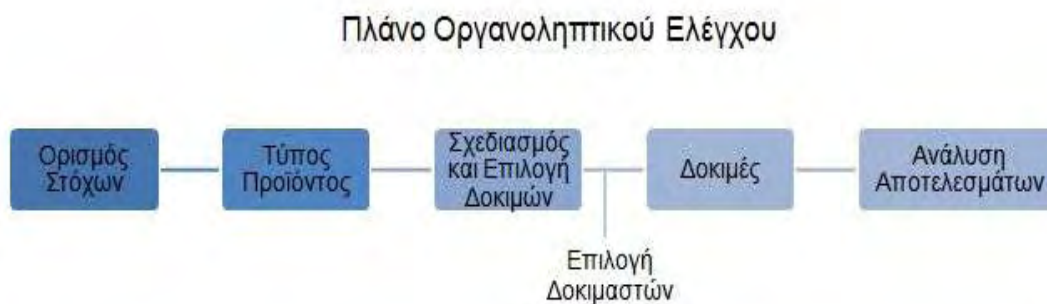 Πλάνο Οργανοληπτικού Ελέγχου
Ορισμός
Στόχων
Τύπος
Προϊόντος
Σχεδιασμός
και Επιλογή
Δοκιμών
Επιλογή
Δοκιμαστών
Δοκιμές
Ανάλυση
Αποτελεσμάτων